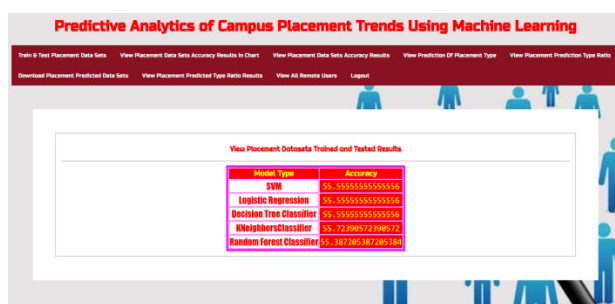 Predictive Analytics of Campus Placement Trends Using Machine Learning
Train & Test Placement Data Sets View Placement Data Sets Accuracy Results In Chart View Placement Data Sets Accuracy Results View Prediction Of Placement Type View Placement Prediction Type Ratio
Download Placement Predicted Data Sets View Placement Predicted Type Ratio Results View All Remote Users Logout
View Placement Datasets Trained and Tested Results
Model Type Accuracy
SVM 55.55555555555556
Logistic Regression 55.55555555555556
Decision Tree Classifier 55.55555555555556
KNeighborsClassifier 55.72390572390572
Random Forest Classifier 55.387205387205384